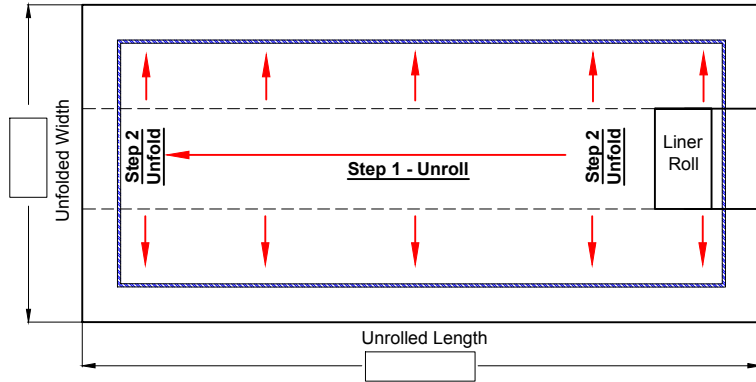 Unfolded Width
Step 2
Unfold
Step 1 - Unroll
Step 2
Unfold
Liner
Roll
Unrolled Length